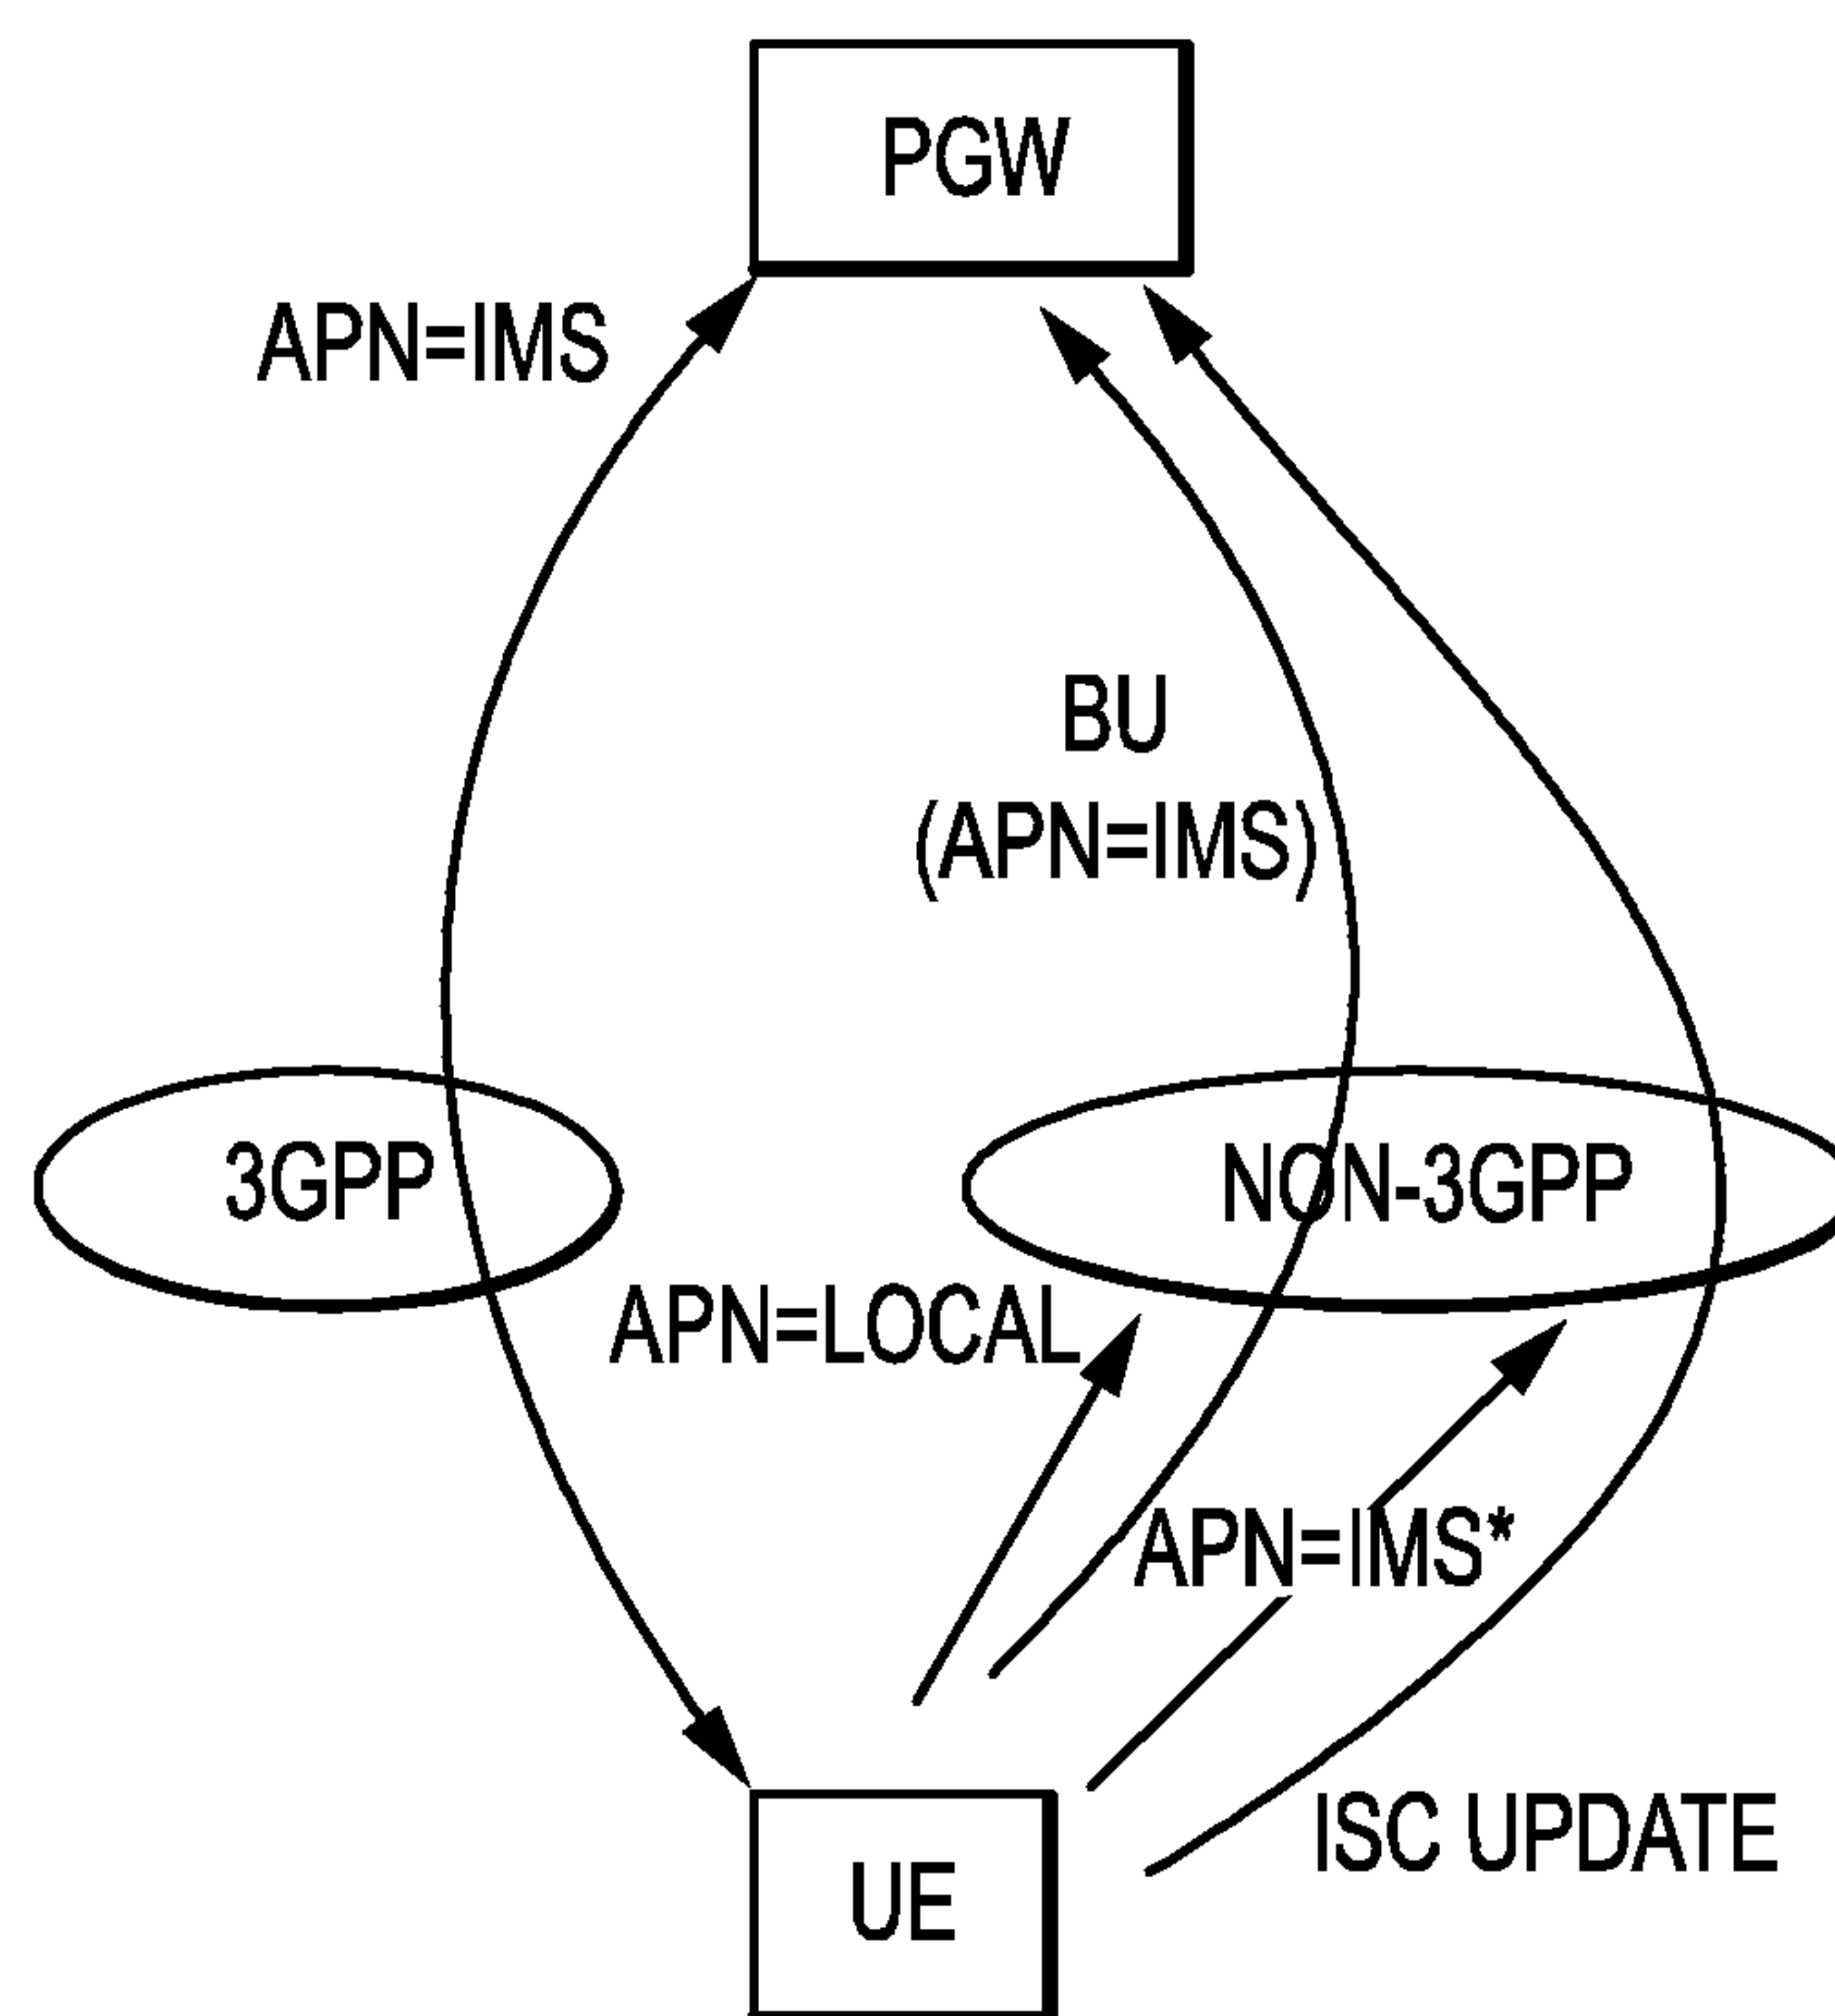 PGW
APN=IMS
BU
(APN=IMS)
3GPP
NON-3GPP
APN=LOCAL
APN=IMS*
ISC UPDATE
UE